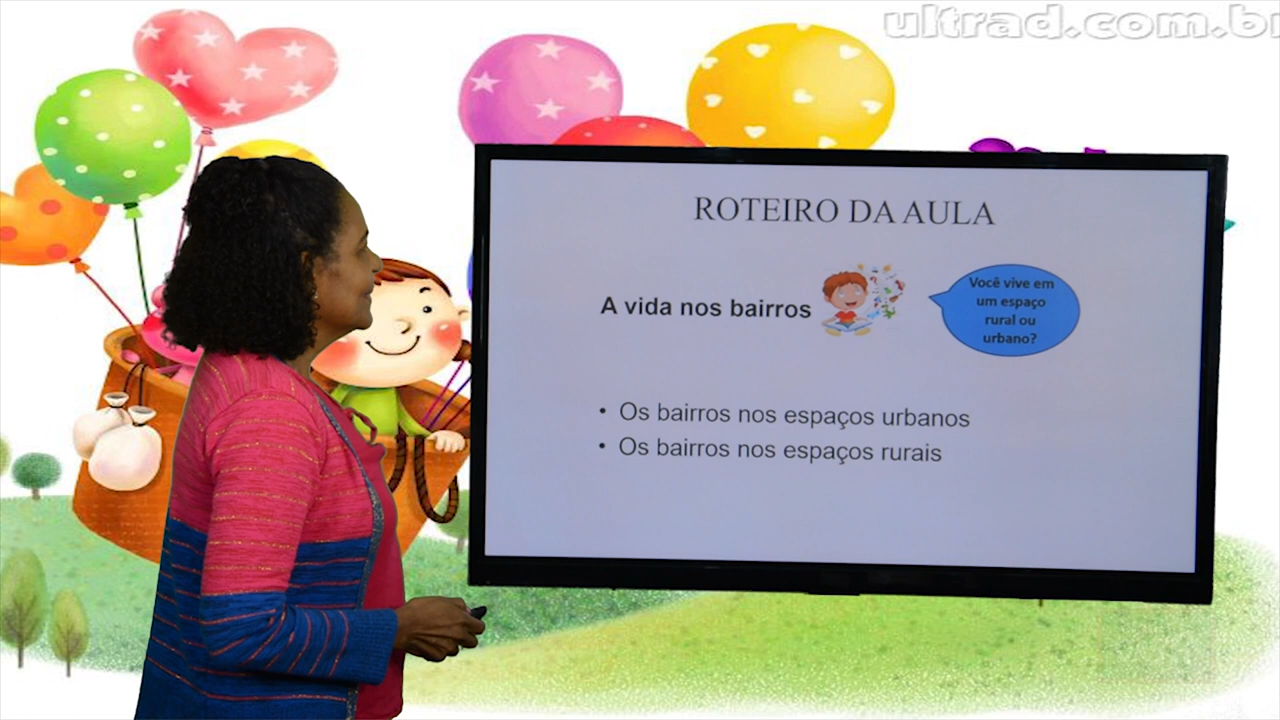 ultrad.com.br
ROTEIRO DA AULA
A vida nos bairros
Você vive em
um espaço
rural ou
urbano?
• Os bairros nos espaços urbanos
• Os bairros nos espaços rurais